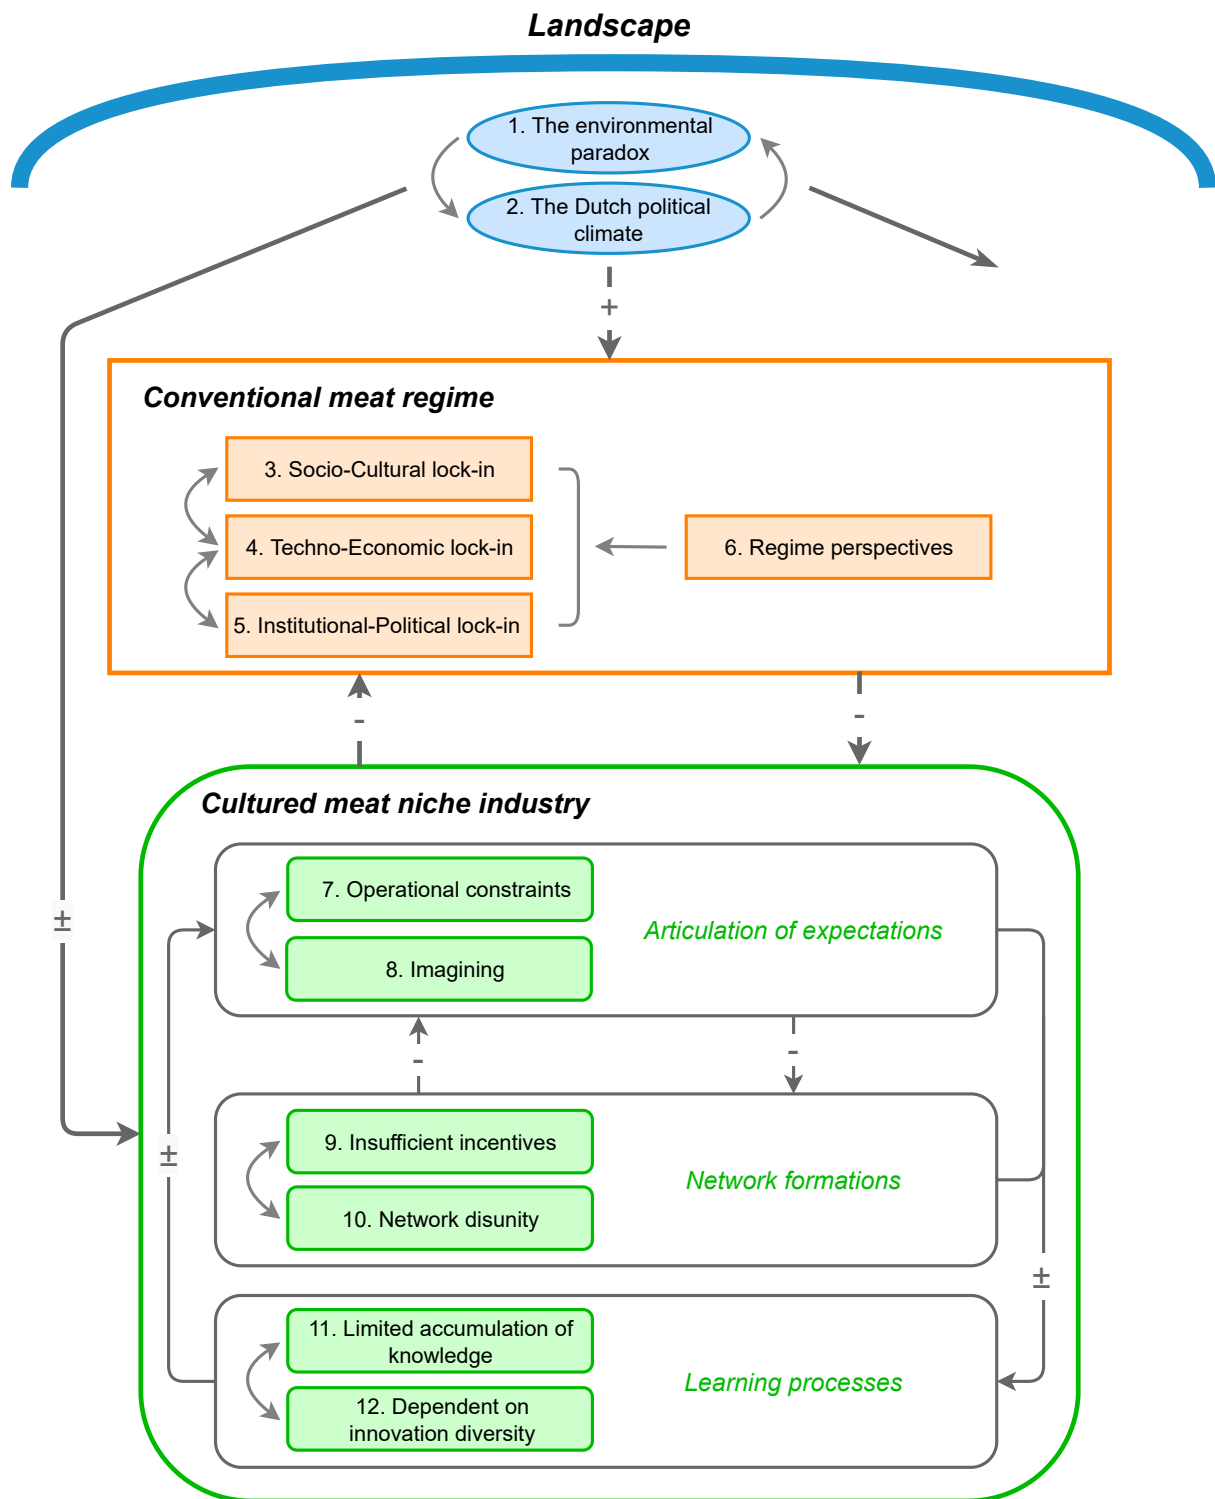 Landscape
1. The environmental
paradox
2. The Dutch political
climate
+
Conventional meat regime
3. Socio-Cultural lock-in
4. Techno-Economic lock-in
6. Regime perspectives
5. Institutional-Political lock-in
-
-
Cultured meat niche industry
7. Operational constraints
±
Articulation of expectations
8. Imagining
-
-
9. Insufficient incentives
±
Network formations
10. Network disunity
±
11. Limited accumulation of
knowledge
Learning processes
12. Dependent on
innovation diversity